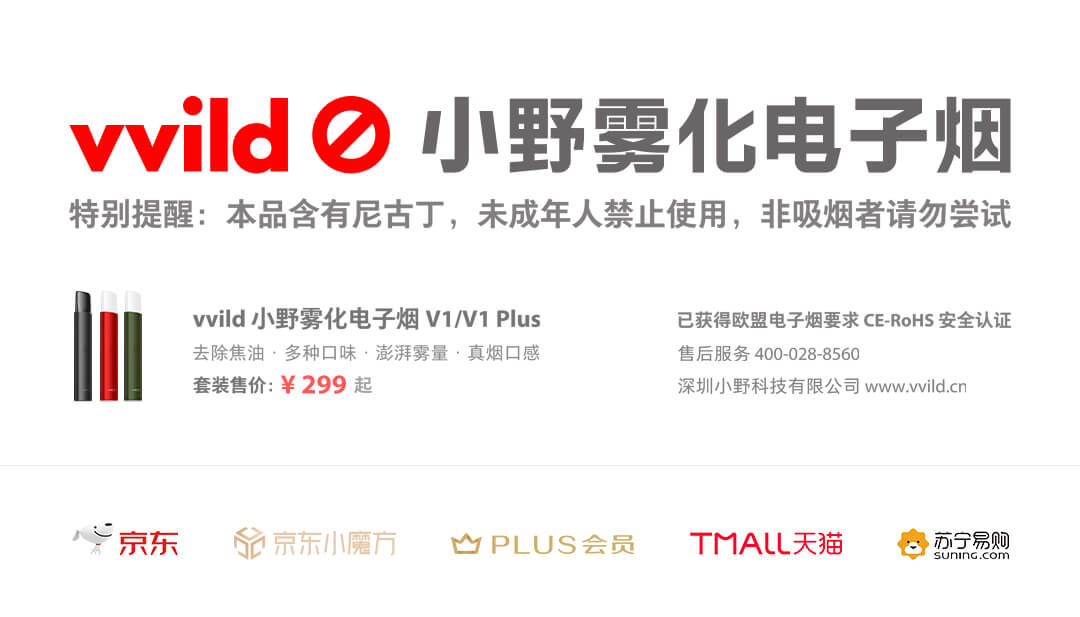 vvild 小野雾化电子烟
特别提醒：本品含有尼古丁，未成年人禁止使用，非吸烟者请勿尝试
vvild 小野雾化电子烟 V1/V1 Plus
去除焦油 · 多种口味 · 澎湃雾量 · 真烟口感
套装售价：¥ 299 起
已获得欧盟电子烟要求 CE-RoHS 安全认证
售后服务 400-028-8560
深圳小野科技有限公司 www.vvild.cn
京东
京东小魔方
PLUS会员
TMALL天猫
苏宁易购
suning.com